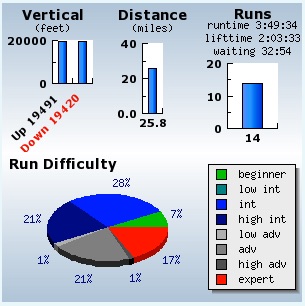 Vertical
(feet)
20000
0
Up 19491
Down 19420
Distance
(miles)
40
20
0.0
25.8
Runs
runtime 3:49:34
lifttime 2:03:33
waiting 32:54
20
10
0
14
Run Difficulty
28%
7%
21%
17%
1%
21%
1%
beginner
low int
int
high int
low adv
adv
high adv
expert